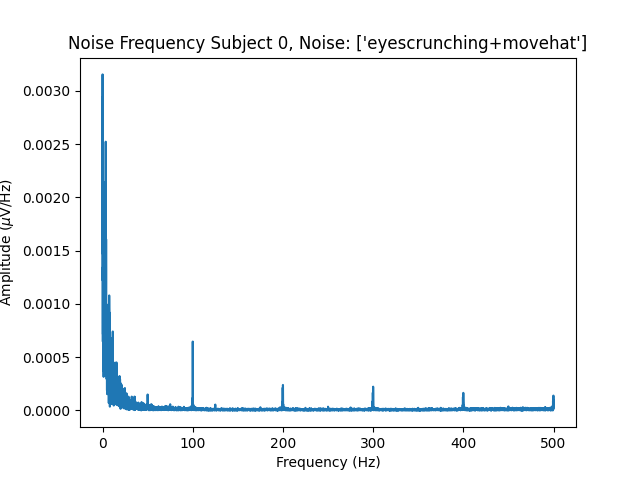 Noise Frequency Subject 0, Noise: ['eyescrunching+movehat']
0.0030
0.0025
0.0020
0.0015
0.0010
0.0005
0.0000
Amplitude (μV/Hz)
0 100 200 300 400 500
Frequency (Hz)